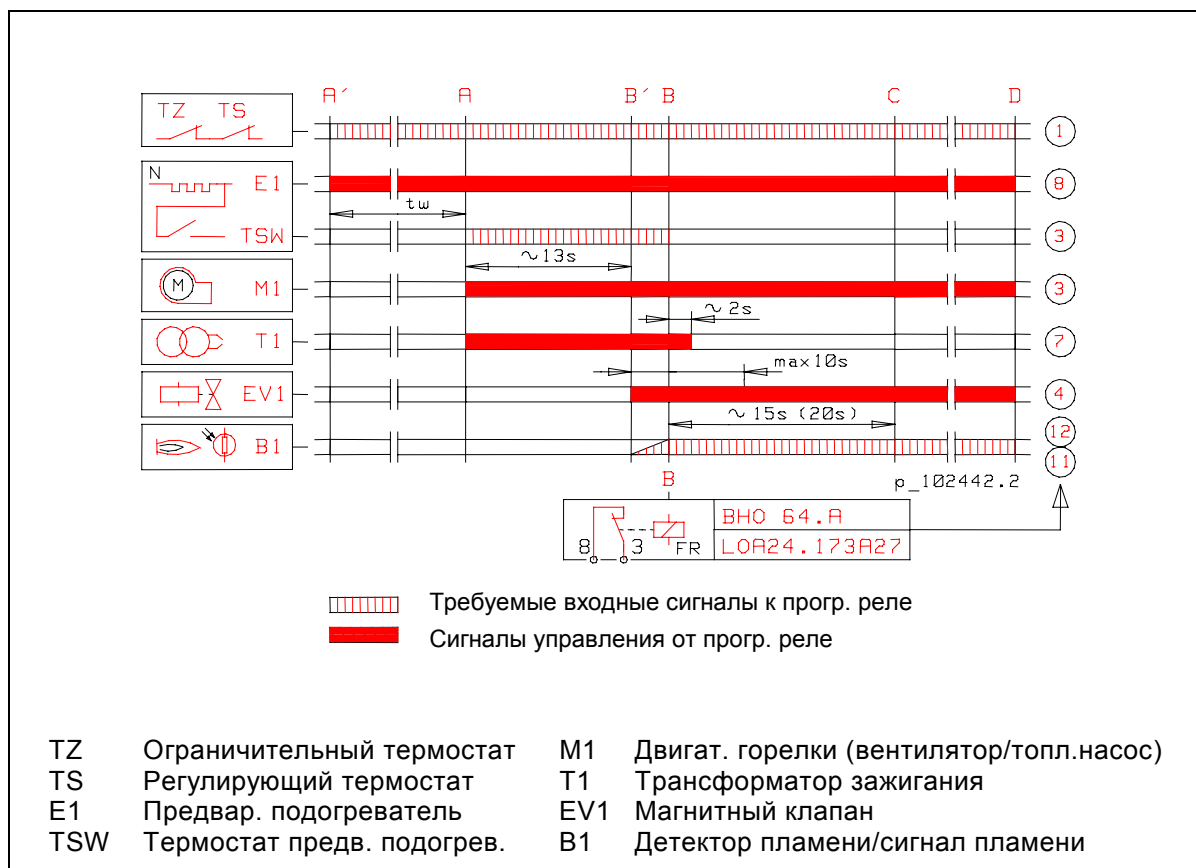 A´ A B´ B C D
TZ TS
1
N
E1
8
tw
TSW
3
~13s
M
M1
3
~2s
T1
7
max10s
EV1
4
~15s (20s)
12
B1
11
B
p_102442.2
8 3 FR
BHO 64.A
LOA24.173A27
Требуемые входные сигналы к прогр. реле
Сигналы управления от прогр. реле
TZ Ограничительный термостат M1 Двигат. горелки (вентилятор/топл.насос)
TS Регулирующий термостат T1 Трансформатор зажигания
E1 Предвар. подогреватель EV1 Магнитный клапан
TSW Термостат предв. подогрев. B1 Детектор пламени/сигнал пламени